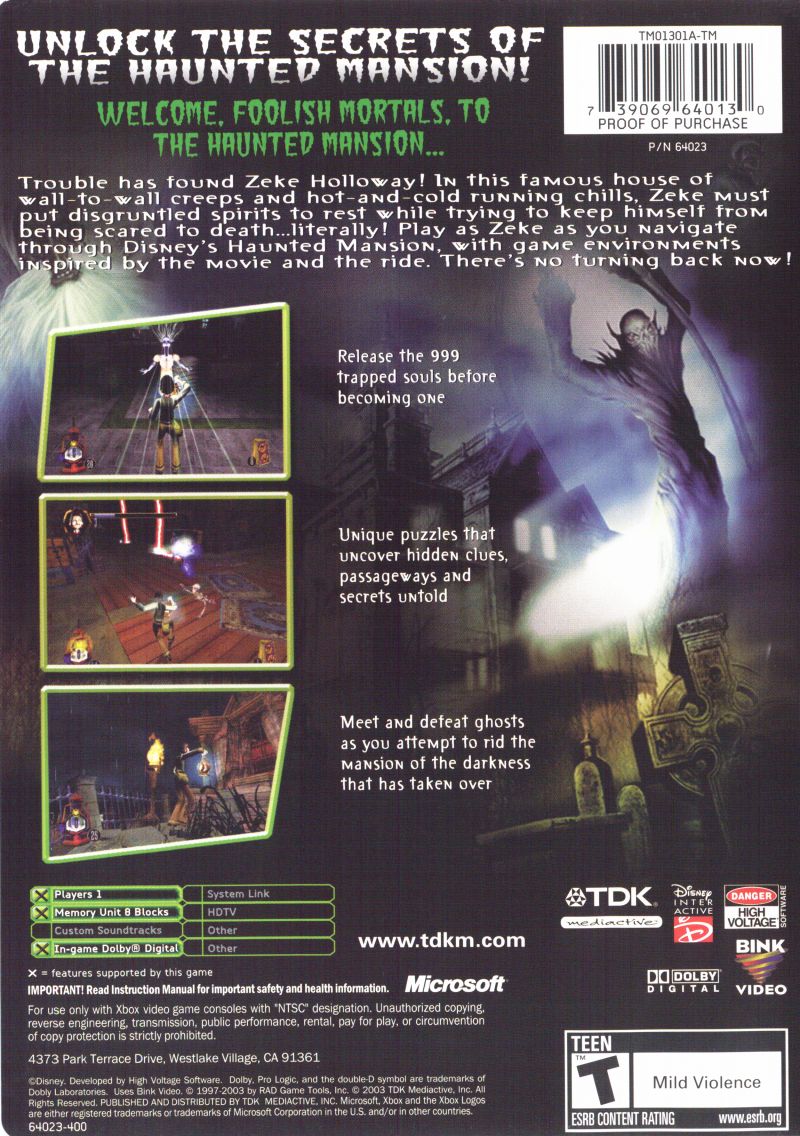 UNLOCK THE SECRETS OF
THE HAUNTED MANSION!
WELCOME, FOOLISH MORTALS, TO
THE HAUNTED MANSION...
TM01301A-TM
7 39069 64013 0
PROOF OF PURCHASE
P/N 64023
Trouble has found Zeke Holloway! In this famous house of
wall-to-wall creeps and hot-and-cold running chills, Zeke must
put disgruntled spirits to rest while trying to keep himself from
being scared to death...literally! Play as Zeke as you navigate
through Disney's Haunted Mansion, with game environments
inspired by the movie and the ride. There's no turning back now!
Release the 999
trapped souls before
becoming one
Unique puzzles that
uncover hidden clues,
passageways and
secrets untold
Meet and defeat ghosts
as you attempt to rid the
mansion of the darkness
that has taken over
25
Players 1
System Link
Memory Unit 8 Blocks
HDTV
Custom Soundtracks
Other
In-game Dolby® Digital
Other
X = features supported by this game
www.tdkm.com
TDK
mediactive
Disney
INTER
ACTIVE
DANGER
HIGH
VOLTAGE
SOFTWARE
DOLBY
DIGITAL
BINK
VIDEO
IMPORTANT! Read Instruction Manual for important safety and health information.
Microsoft
For use only with Xbox video game consoles with "NTSC" designation. Unauthorized copying,
reverse engineering, transmission, public performance, rental, pay for play, or circumvention
of copy protection is strictly prohibited.
4373 Park Terrace Drive, Westlake Village, CA 91361
©Disney. Developed by High Voltage Software. Dolby, Pro Logic, and the double-D symbol are trademarks of
Dolby Laboratories. Uses Bink Video. © 1997-2003 by RAD Game Tools, Inc. © 2003 TDK Mediactive, Inc. All
Rights Reserved. PUBLISHED AND DISTRIBUTED BY TDK MEDIACTIVE, INC. Microsoft, Xbox and the Xbox Logos
are either registered trademarks or trademarks of Microsoft Corporation in the U.S. and/or in other countries.
64023-400
TEEN
T
TM
Mild Violence
ESRB CONTENT RATING
www.esrb.org